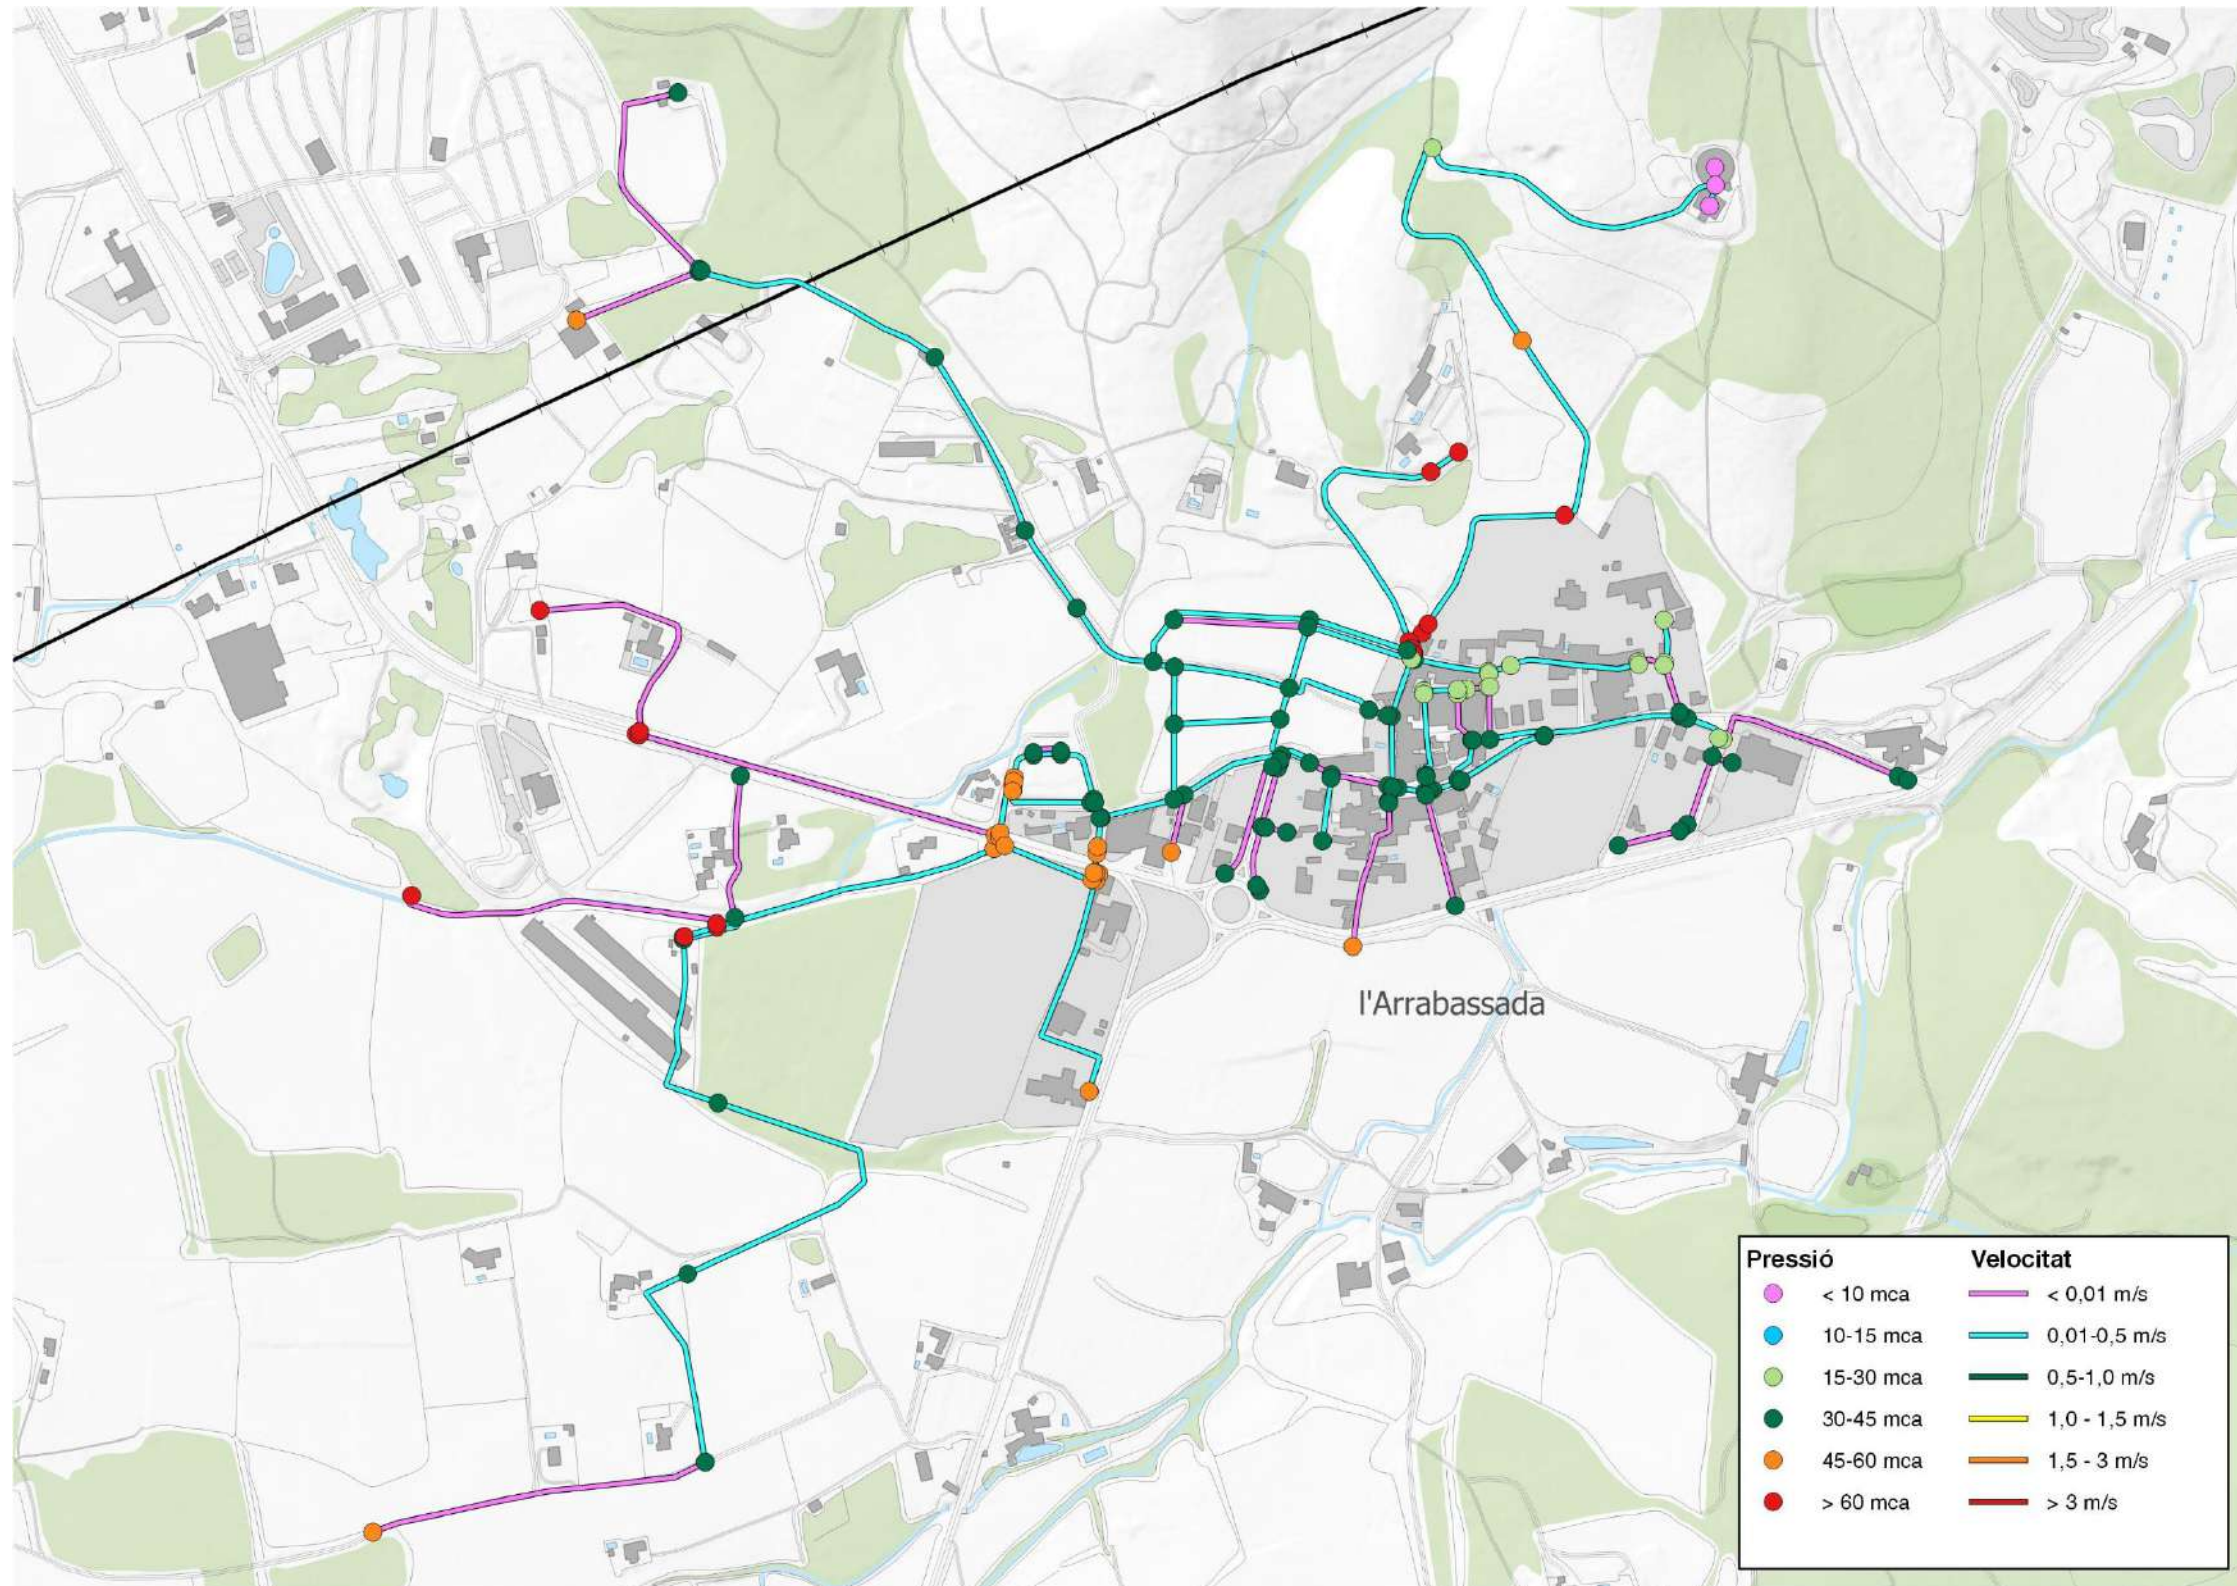 l'Arrabassada
Pressió Velocitat
< 10 mca < 0,01 m/s
10-15 mca 0,01-0,5 m/s
15-30 mca 0,5-1,0 m/s
30-45 mca 1,0 - 1,5 m/s
45-60 mca 1,5 - 3 m/s
> 60 mca > 3 m/s